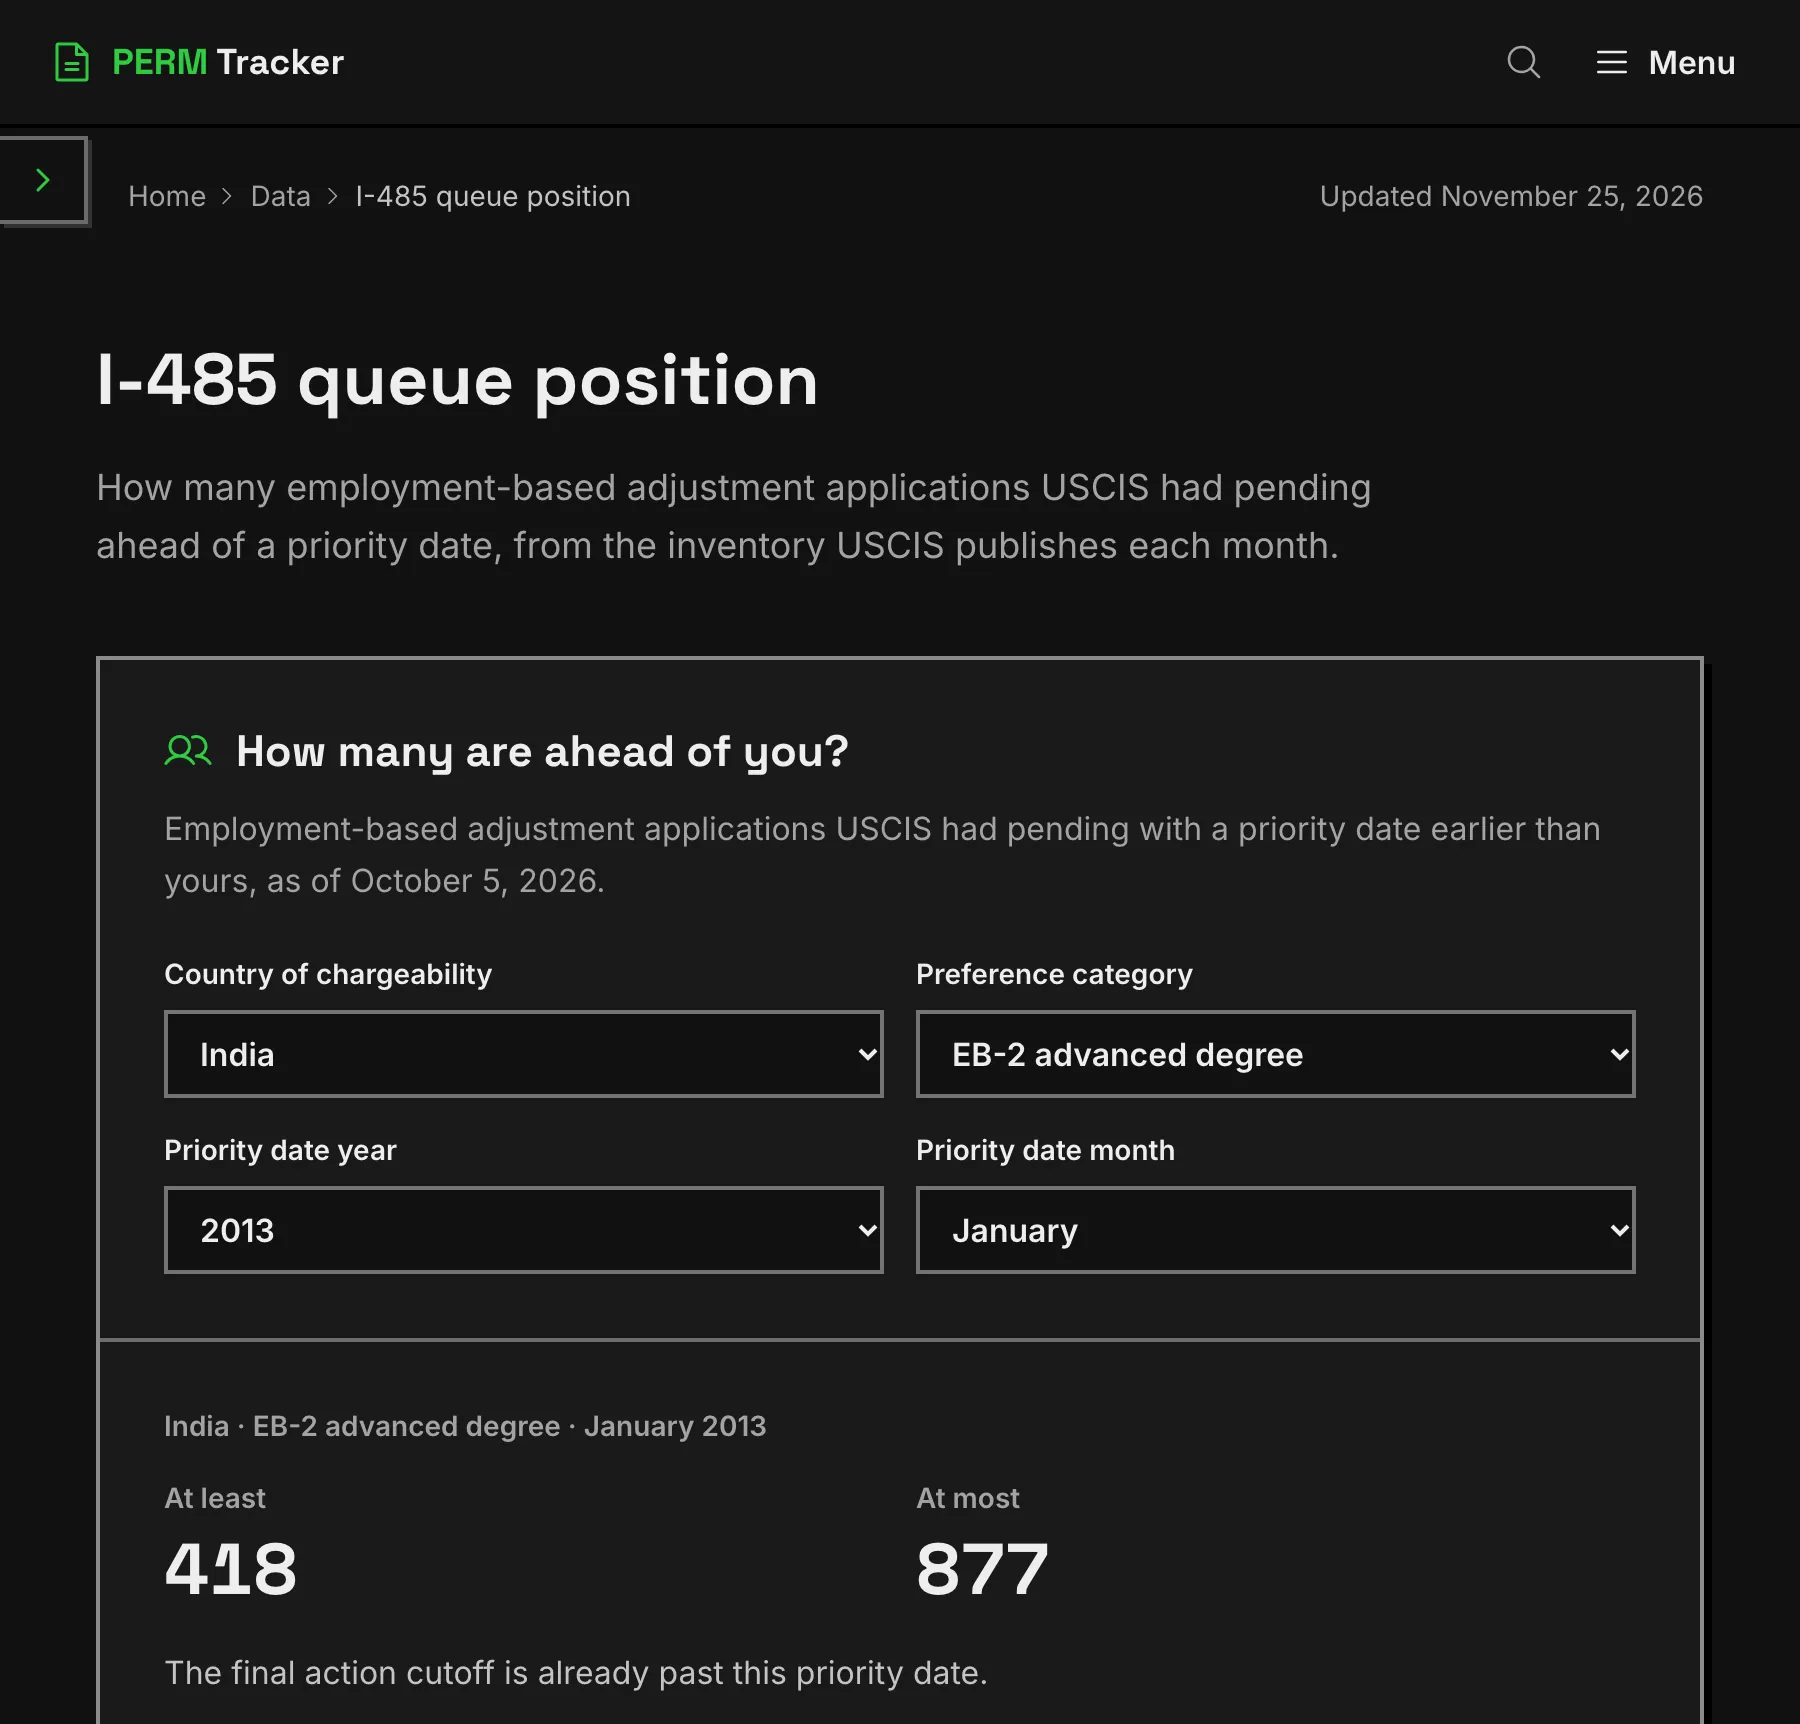 PERM Tracker
Menu
Home > Data > I-485 queue position
Updated November 25, 2026
I-485 queue position
How many employment-based adjustment applications USCIS had pending
ahead of a priority date, from the inventory USCIS publishes each month.
How many are ahead of you?
Employment-based adjustment applications USCIS had pending with a priority date earlier than
yours, as of October 5, 2026.
Country of chargeability
India
Preference category
EB-2 advanced degree
Priority date year
2013
Priority date month
January
India · EB-2 advanced degree · January 2013
At least
418
At most
877
The final action cutoff is already past this priority date.